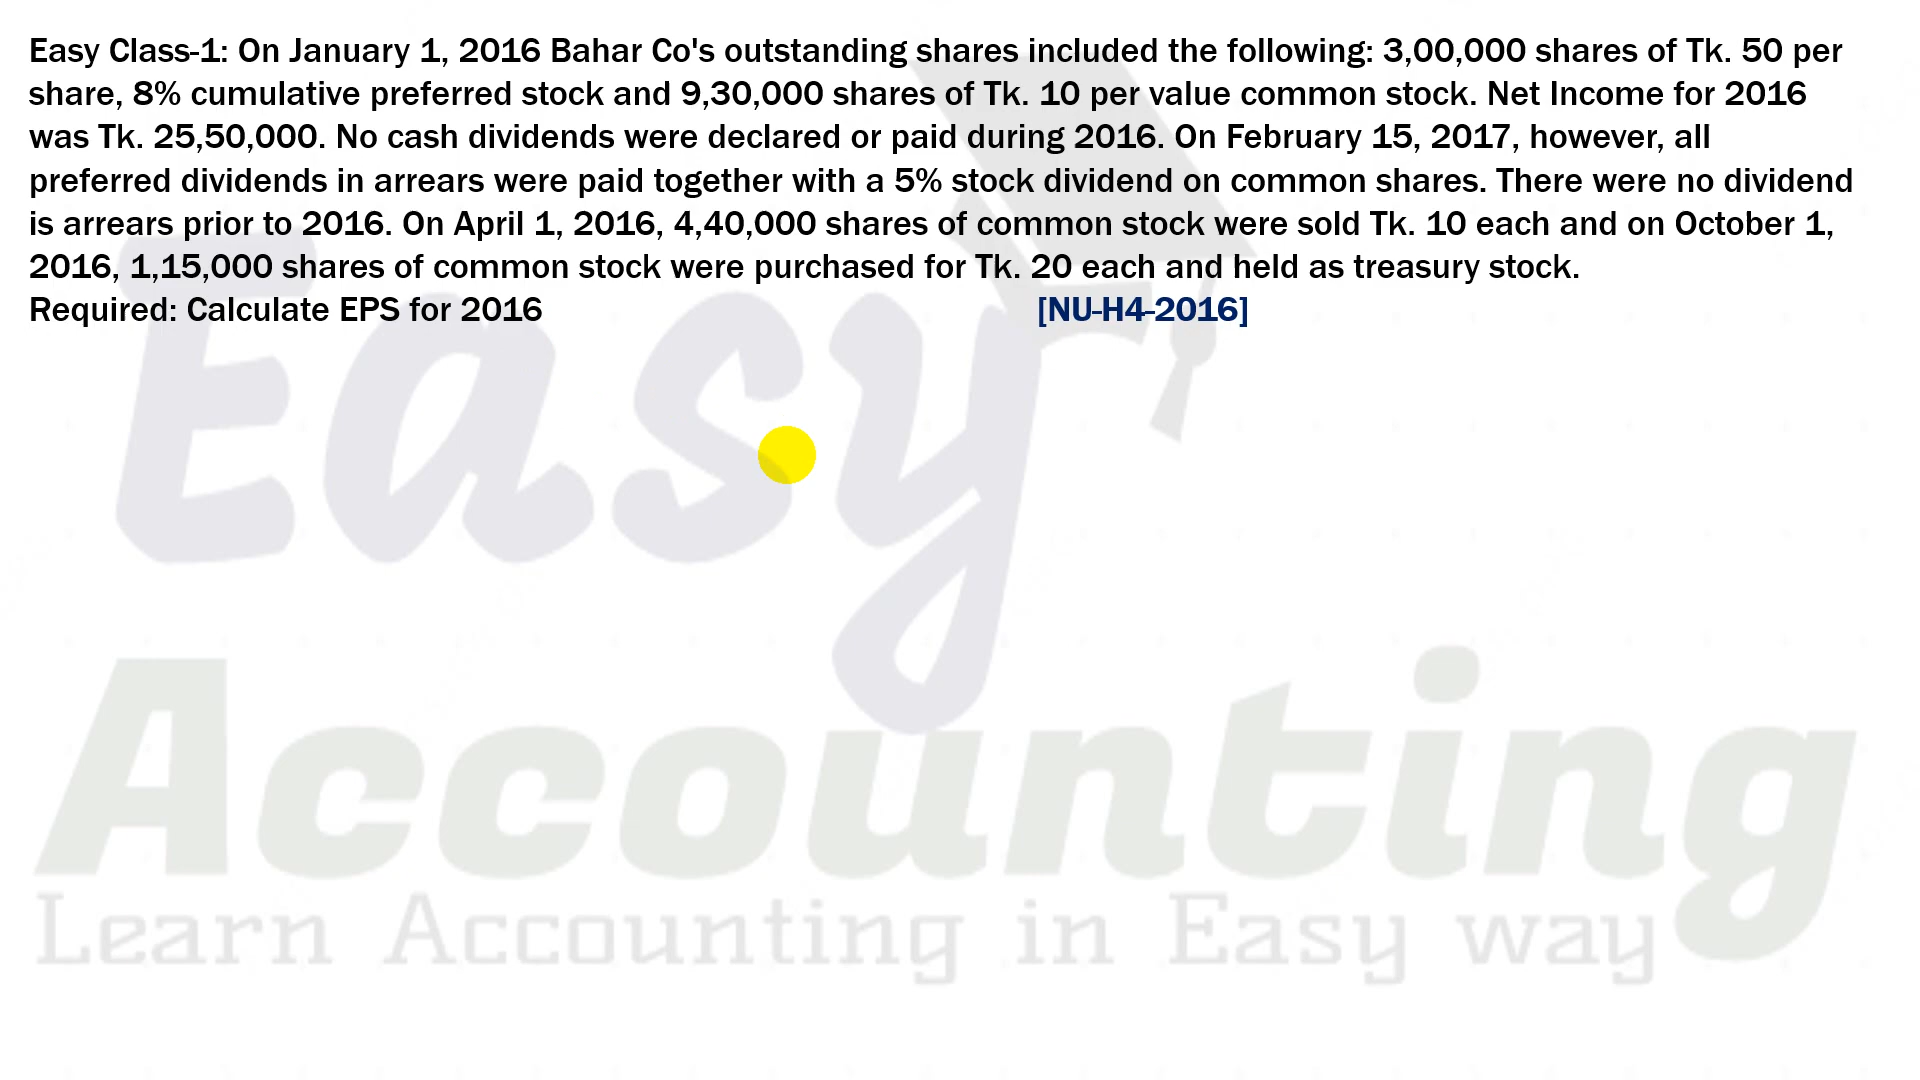 Easy Class-1: On January 1, 2016 Bahar Co's outstanding shares included the following: 3,00,000 shares of Tk. 50 per
share, 8% cumulative preferred stock and 9,30,000 shares of Tk. 10 per value common stock. Net Income for 2016
was Tk. 25,50,000. No cash dividends were declared or paid during 2016. On February 15, 2017, however, all
preferred dividends in arrears were paid together with a 5% stock dividend on common shares. There were no dividend
is arrears prior to 2016. On April 1, 2016, 4,40,000 shares of common stock were sold Tk. 10 each and on October 1,
2016, 1,15,000 shares of common stock were purchased for Tk. 20 each and held as treasury stock.
Required: Calculate EPS for 2016 [NU-H4-2016]
Easy
Accounting
Learn Accounting in Easy way